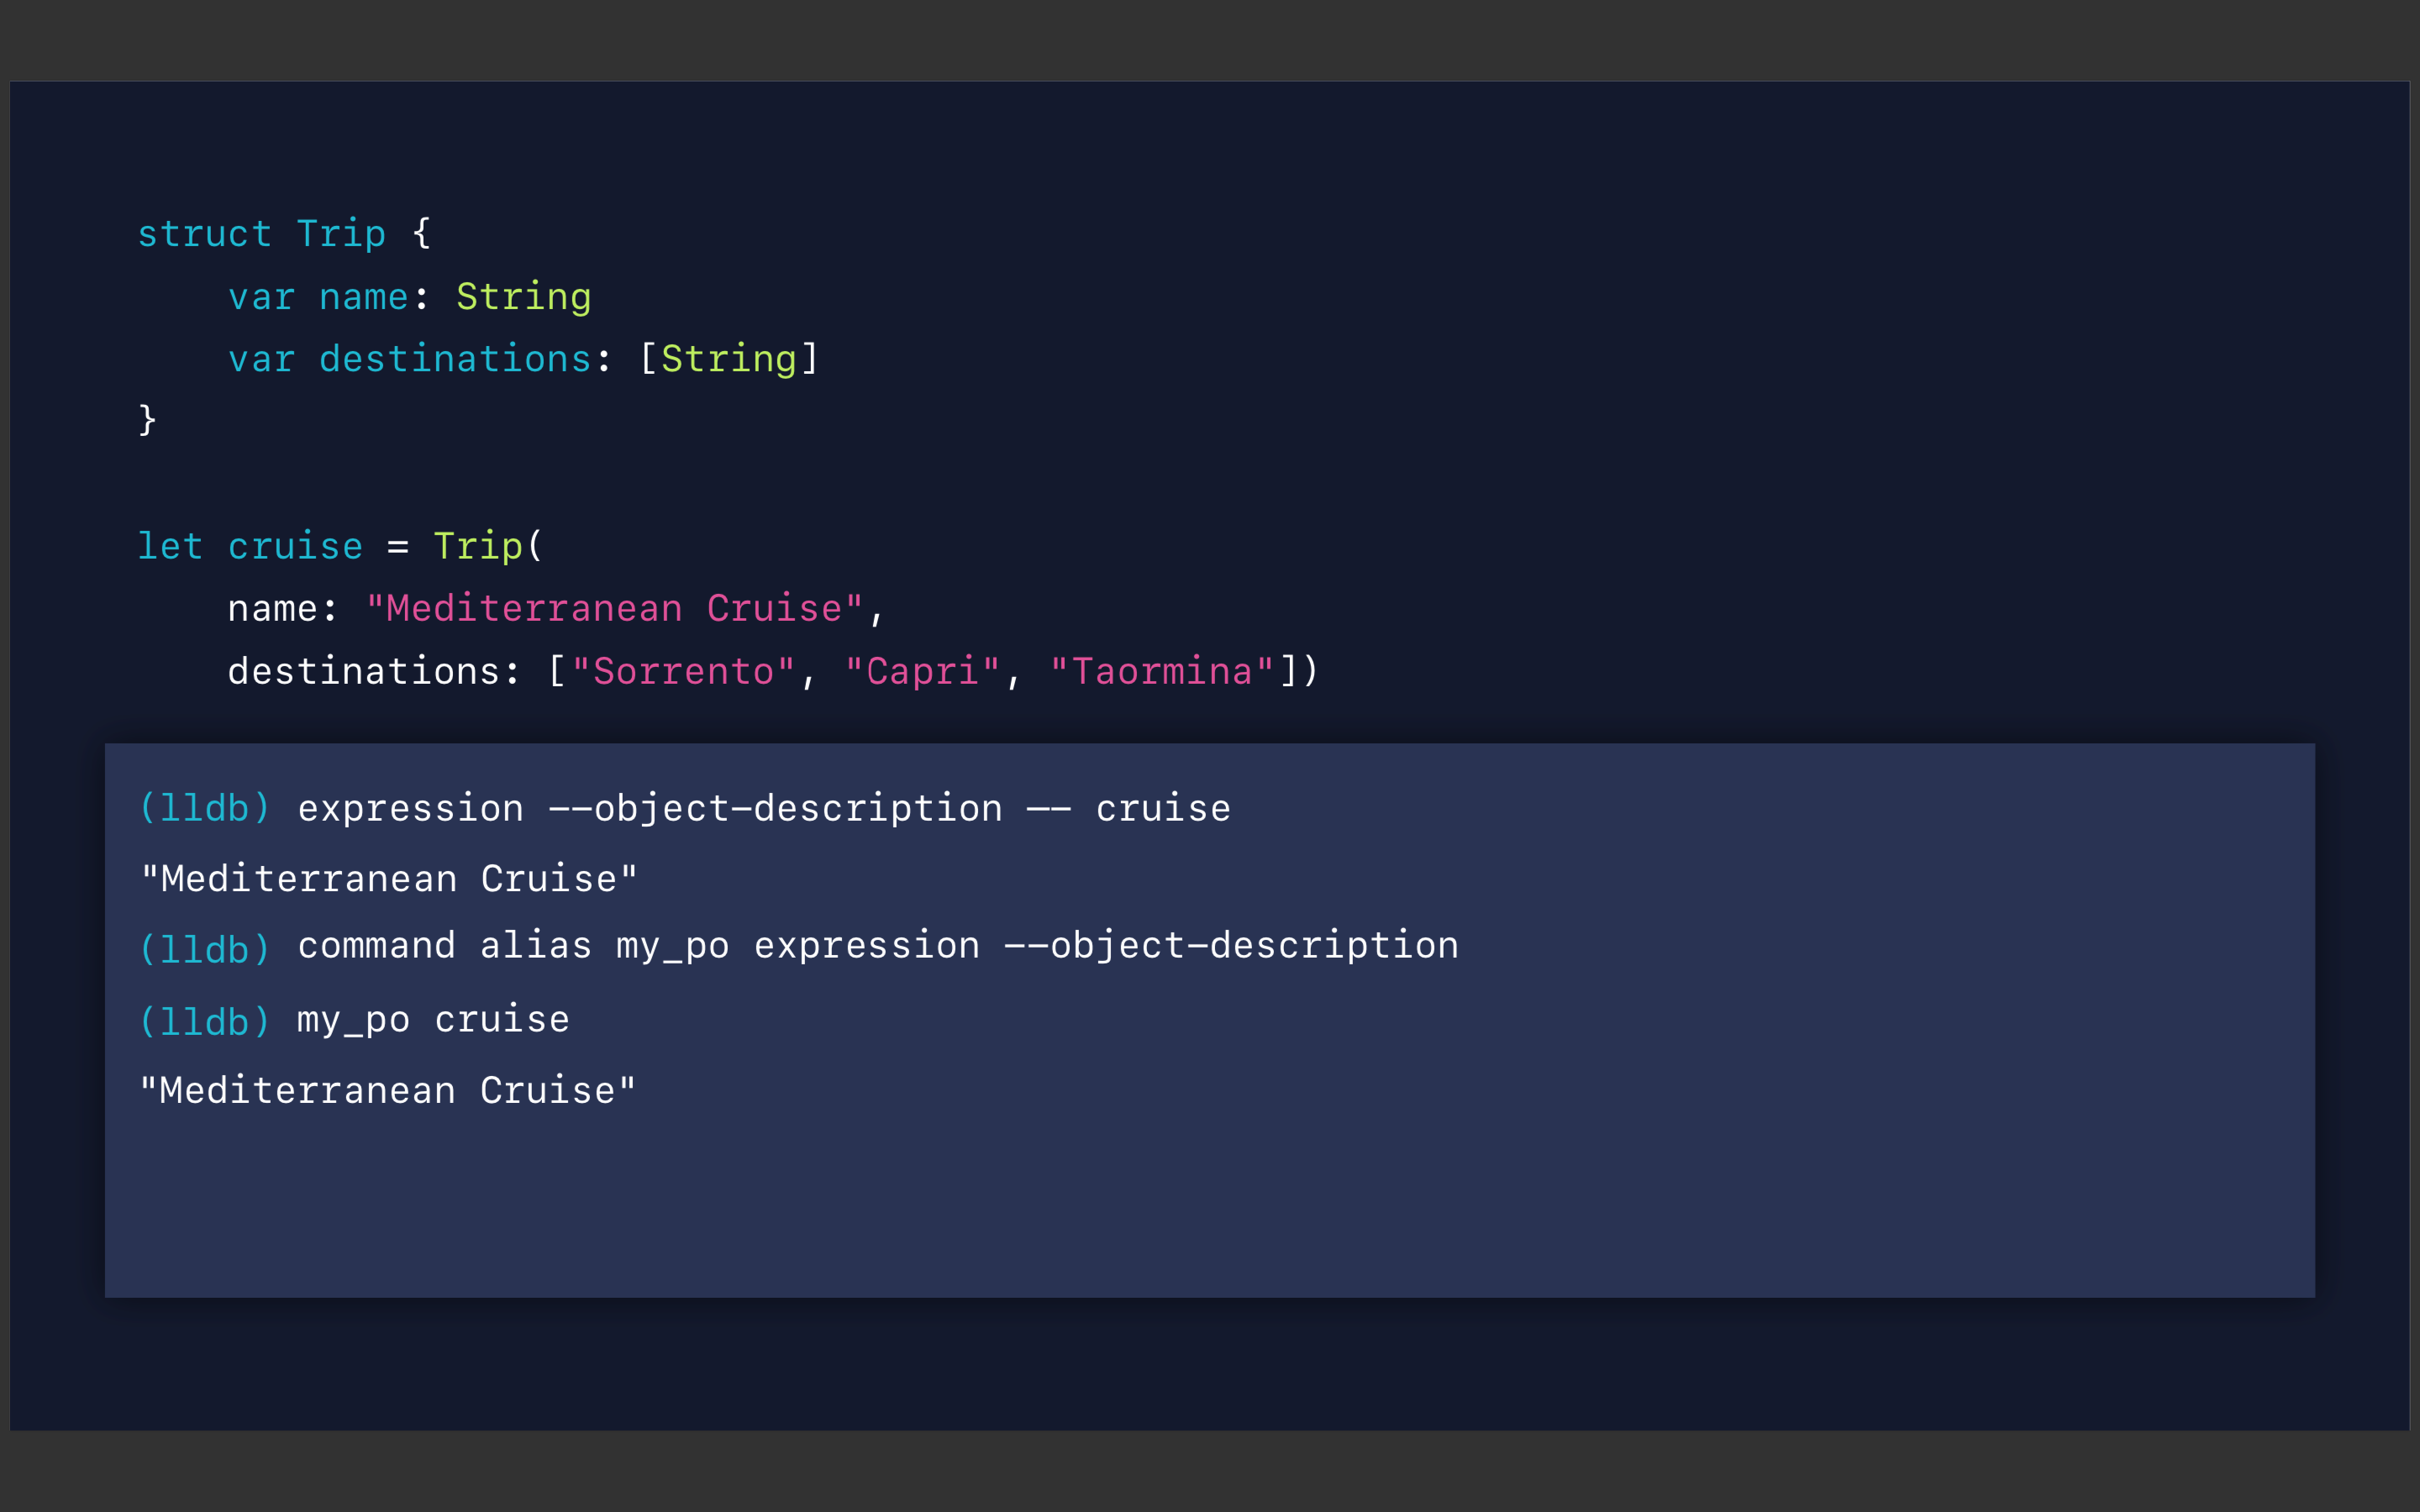 struct Trip {
    var name: String
    var destinations: [String]
}
let cruise = Trip(
    name: "Mediterranean Cruise",
    destinations: ["Sorrento", "Capri", "Taormina"])
(lldb) expression --object-description -- cruise
"Mediterranean Cruise"
(lldb) command alias my_po expression --object-description
(lldb) my_po cruise
"Mediterranean Cruise"